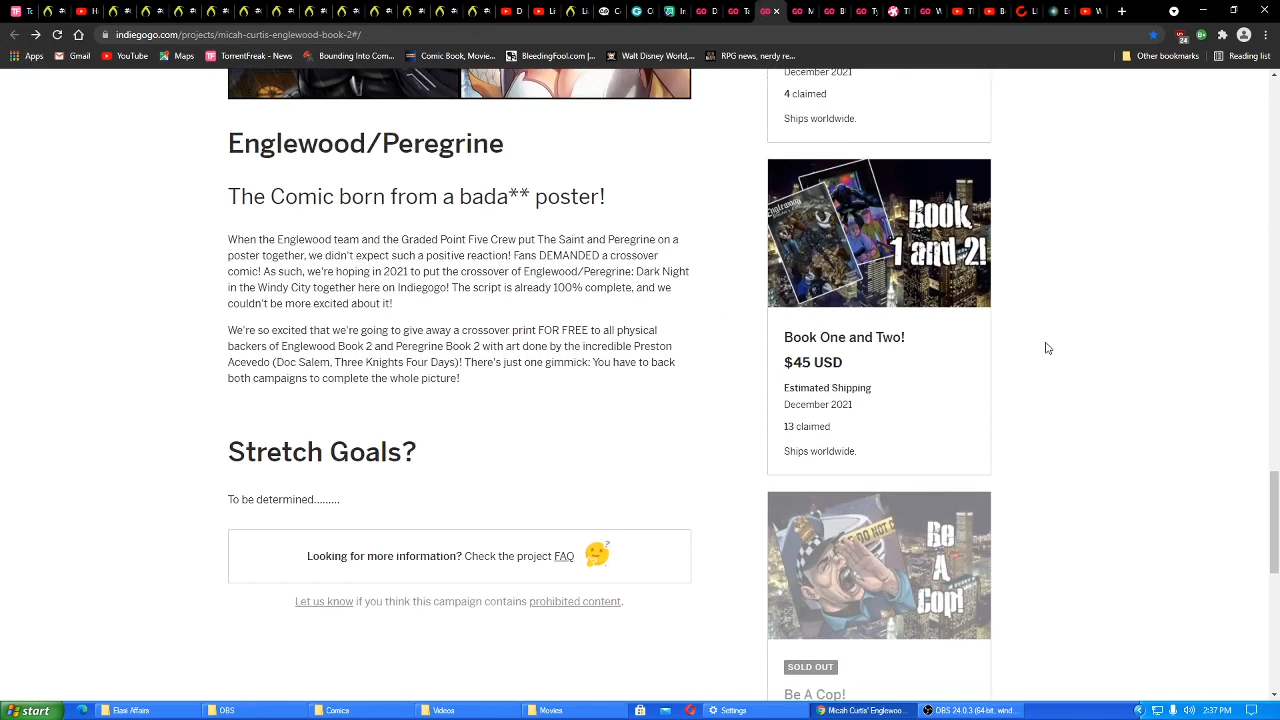 indiegogo.com/projects/micah-curtis-englewood-book-2#/
Apps
Gmail
YouTube
Maps
TorrentFreak - News
Bounding Into Com...
Comic Book, Movie...
BleedingFool.com |...
Walt Disney World,...
RPG news, nerdy re...
Other bookmarks
Reading list
December 2021
4 claimed
Ships worldwide.
Englewood/Peregrine
The Comic born from a bada** poster!
When the Englewood team and the Graded Point Five Crew put The Saint and Peregrine on a
poster together, we didn't expect such a positive reaction! Fans DEMANDED a crossover
comic! As such, we're hoping in 2021 to put the crossover of Englewood/Peregrine: Dark Night
in the Windy City together here on Indiegogo! The script is already 100% complete, and we
couldn't be more excited about it!
We're so excited that we're going to give away a crossover print FOR FREE to all physical
backers of Englewood Book 2 and Peregrine Book 2 with art done by the incredible Preston
Acevedo (Doc Salem, Three Knights Four Days)! There's just one gimmick: You have to back
both campaigns to complete the whole picture!
Stretch Goals?
To be determined.........
Looking for more information? Check the project FAQ
Let us know if you think this campaign contains prohibited content.
Englewood
Book
1 and 2!
Book One and Two!
$45 USD
Estimated Shipping
December 2021
13 claimed
Ships worldwide.
Be
A
Cop!
SOLD OUT
Be A Cop!
start
Elasi Affairs
OBS
Comics
Videos
Movies
Settings
Micah Curtis' Englewoo...
OBS 24.0.3 (64-bit, win...
2:37 PM